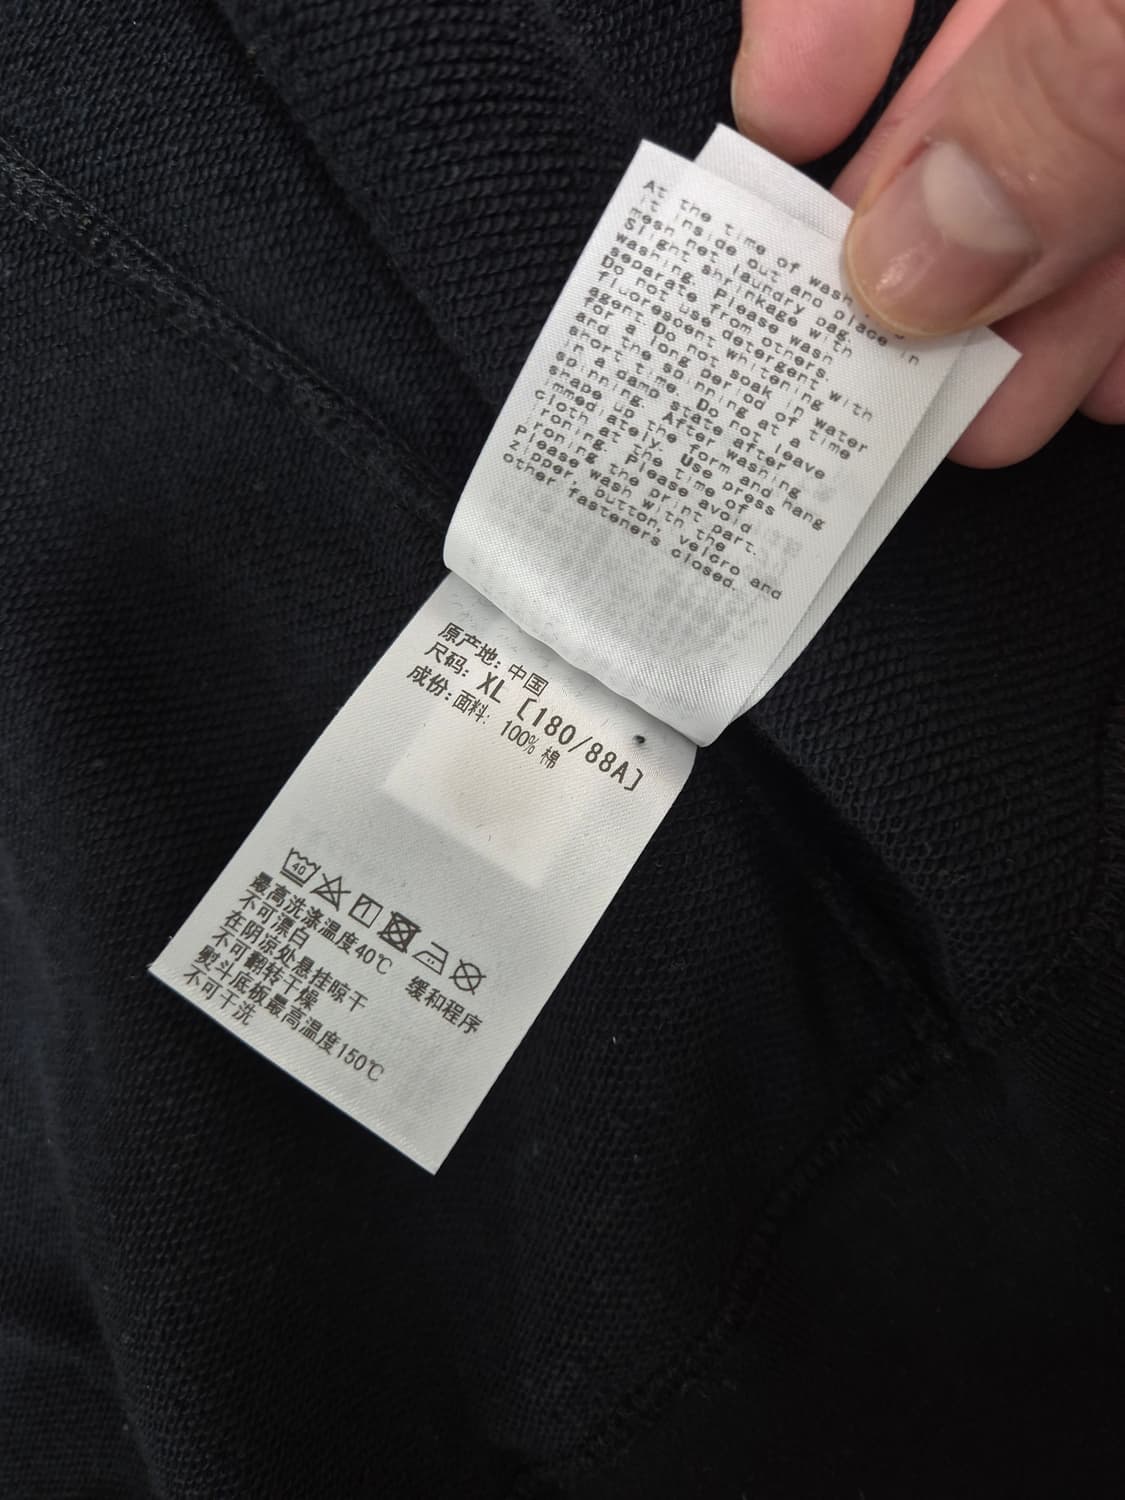 At the time of wash,
it inside out and place in
mesh net laundry bag.
Slight shrinkage with
washing. Please wash
separate from others.
Do not use detergent with
fluorescent whitening
agent Do not soak in water
for a long period of time
and at the spinning at a
short time. Do not leave
in a damp state after
spinning. After washing
shape up the form and hang
immediately. Use press
cloth at the time of
ironing. Please avoid
ironing the print part.
Please wash with the
zipper, button, velcro and
other fasteners closed.
原产地: 中国
尺码: XL [180/88A]
成份: 面料: 100% 棉
40
最高洗涤温度40℃ 缓和程序
不可漂白
在阴凉处悬挂晾干
不可翻转干燥
熨斗底板最高温度150℃
不可干洗